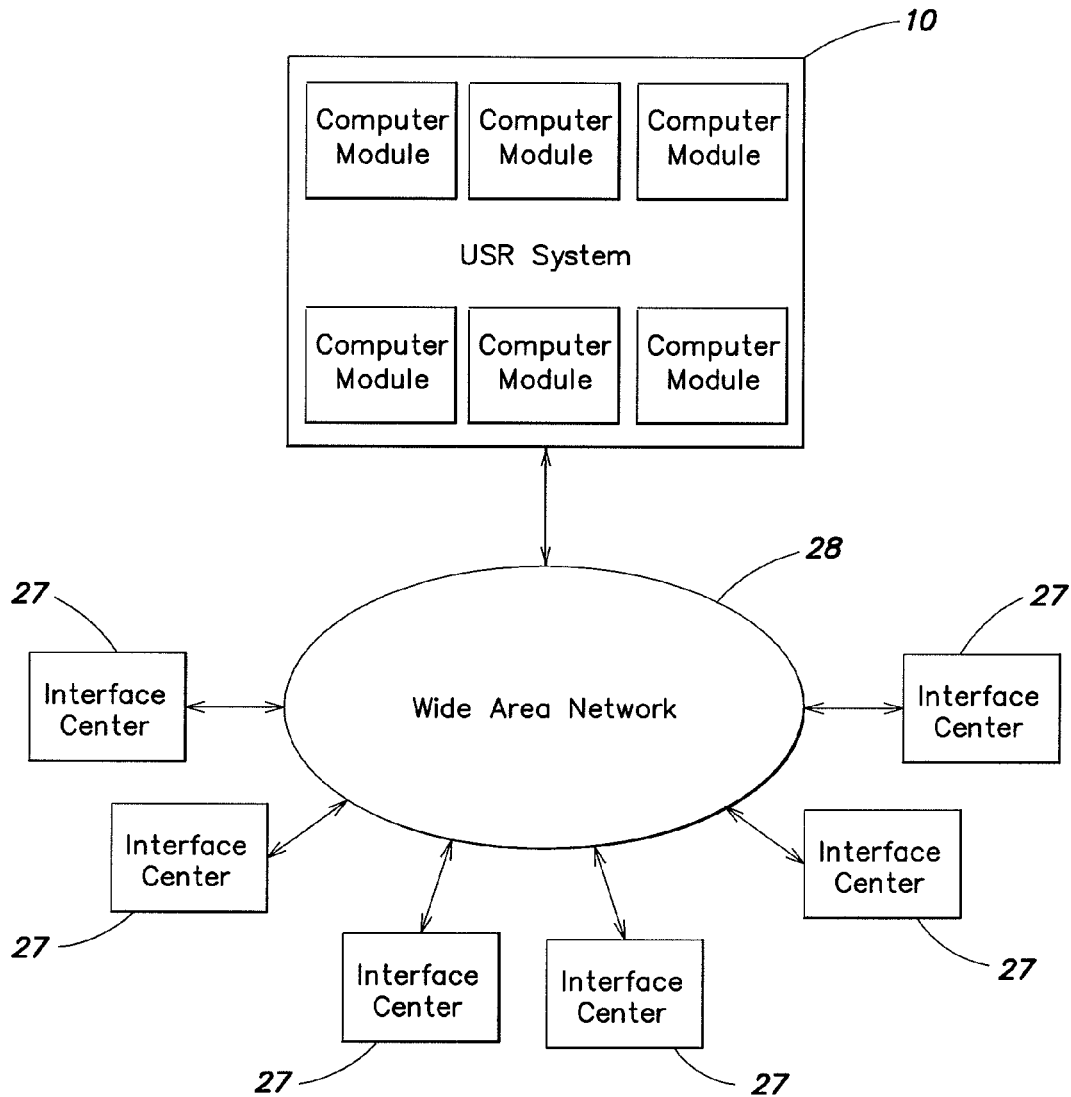 10
Computer Module
Computer Module
Computer Module
USR System
Computer Module
Computer Module
Computer Module
28
27
27
Interface Center
Wide Area Network
Interface Center
Interface Center
Interface Center
27
27
Interface Center
Interface Center
27
27